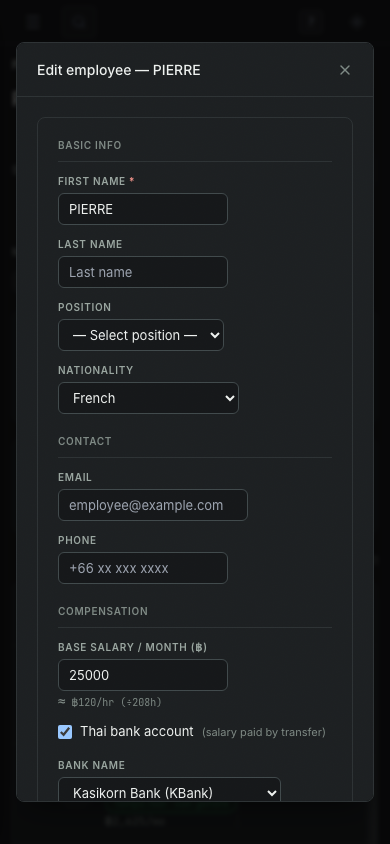 Edit employee — PIERRE ×
BASIC INFO
FIRST NAME *
PIERRE
LAST NAME
Last name
POSITION
— Select position —
NATIONALITY
French
CONTACT
EMAIL
employee@example.com
PHONE
+66 xx xxx xxxx
COMPENSATION
BASE SALARY / MONTH (฿)
25000
≈ ฿120/hr (÷208h)
Thai bank account (salary paid by transfer)
BANK NAME
Kasikorn Bank (KBank)